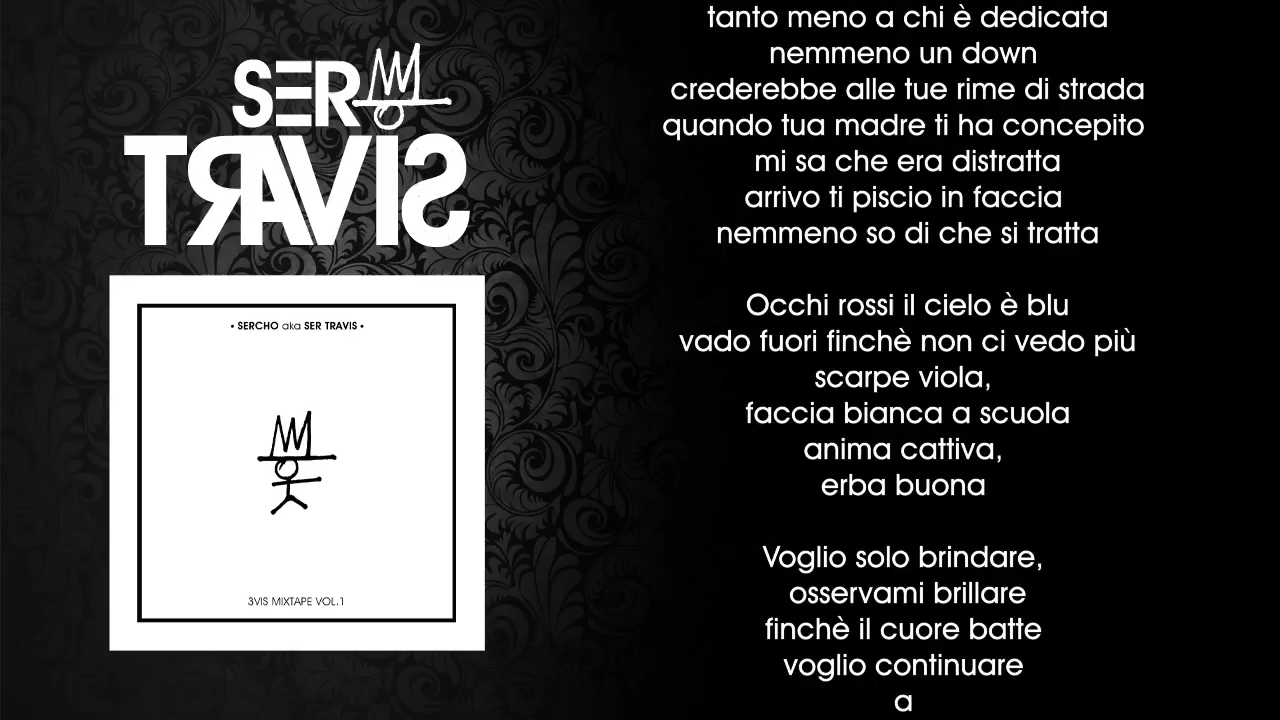 SER
TRAVIS
• SERCHO aka SER TRAVIS •
3VIS MIXTAPE VOL.1
tanto meno a chi è dedicata
nemmeno un down
crederebbe alle tue rime di strada
quando tua madre ti ha concepito
mi sa che era distratta
arrivo ti piscio in faccia
nemmeno so di che si tratta
Occhi rossi il cielo è blu
vado fuori finchè non ci vedo più
scarpe viola,
faccia bianca a scuola
anima cattiva,
erba buona
Voglio solo brindare,
osservami brillare
finchè il cuore batte
voglio continuare
a